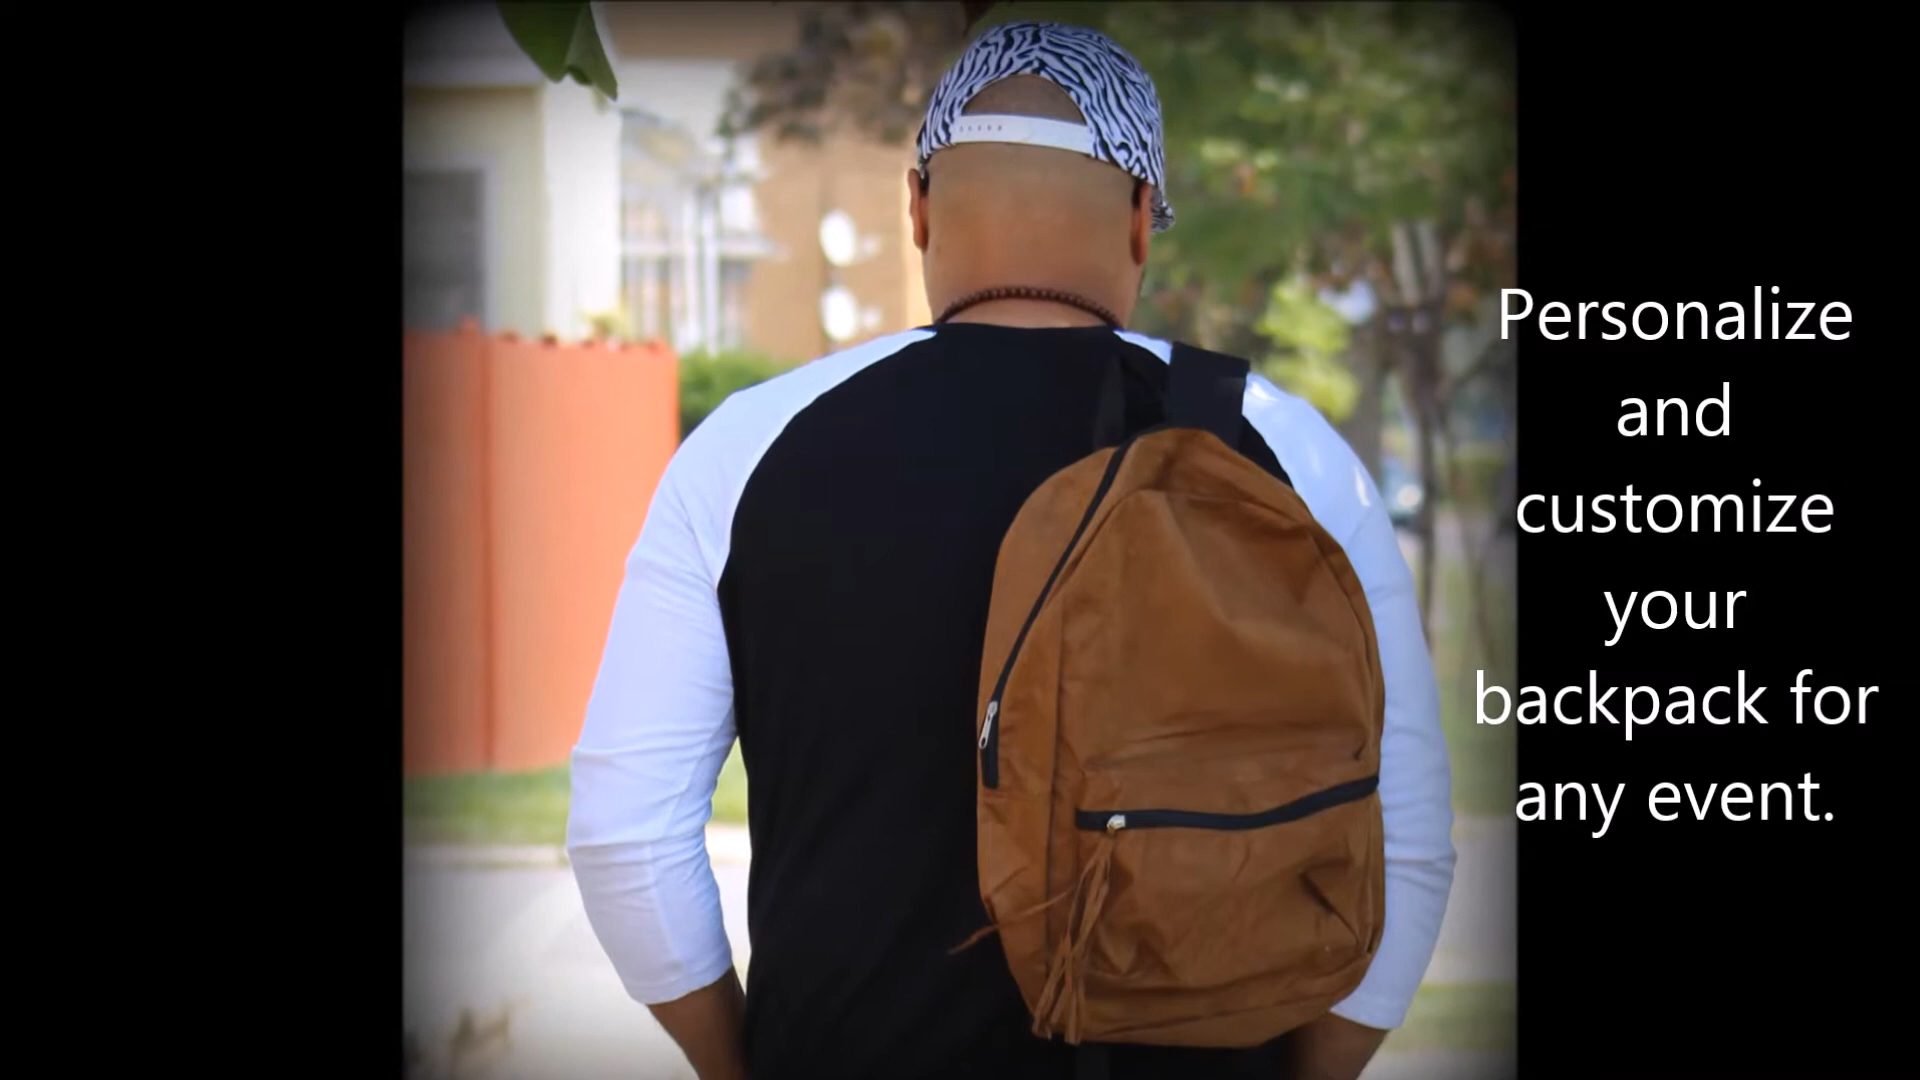 Personalize
and
customize
your
backpack for
any event.